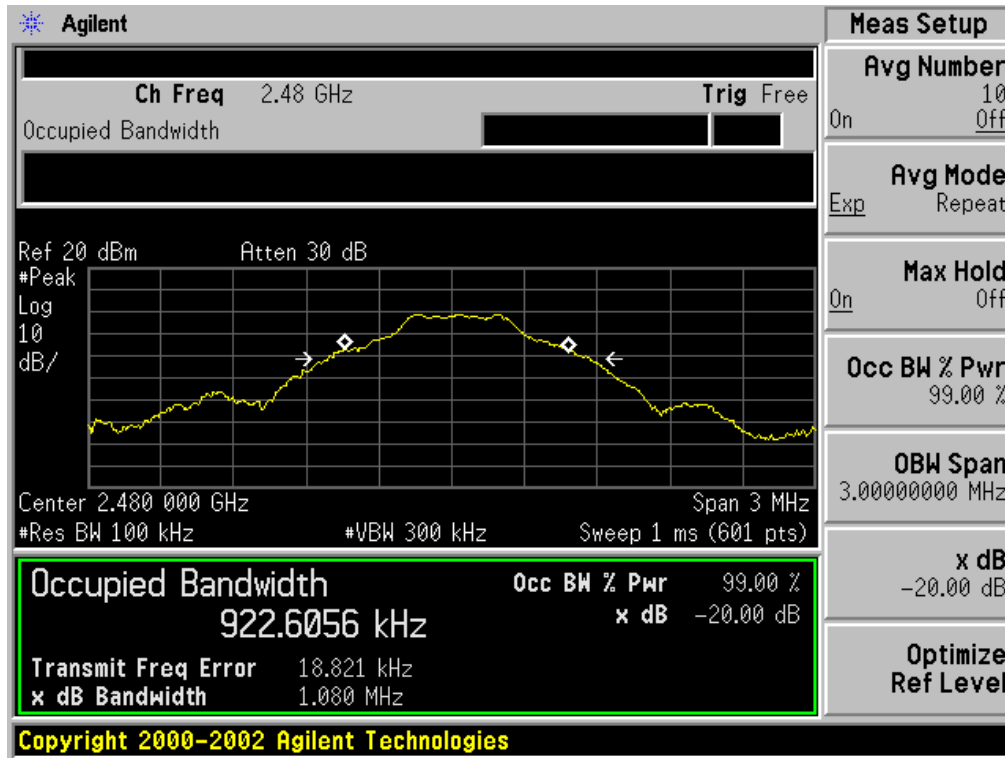 Agilent
Meas Setup
Ch Freq 2.48 GHz Trig Free
Occupied Bandwidth
Avg Number
10
On Off
Avg Mode
Exp Repeat
Max Hold
On Off
Occ BW % Pwr
99.00 %
OBW Span
3.00000000 MHz
x dB
-20.00 dB
Optimize
Ref Level
Ref 20 dBm Atten 30 dB
#Peak
Log
10
dB/
Center 2.480 000 GHz Span 3 MHz
#Res BW 100 kHz #VBW 300 kHz Sweep 1 ms (601 pts)
Occupied Bandwidth Occ BW % Pwr 99.00 %
922.6056 kHz x dB -20.00 dB
Transmit Freq Error 18.821 kHz
x dB Bandwidth 1.080 MHz
Copyright 2000-2002 Agilent Technologies